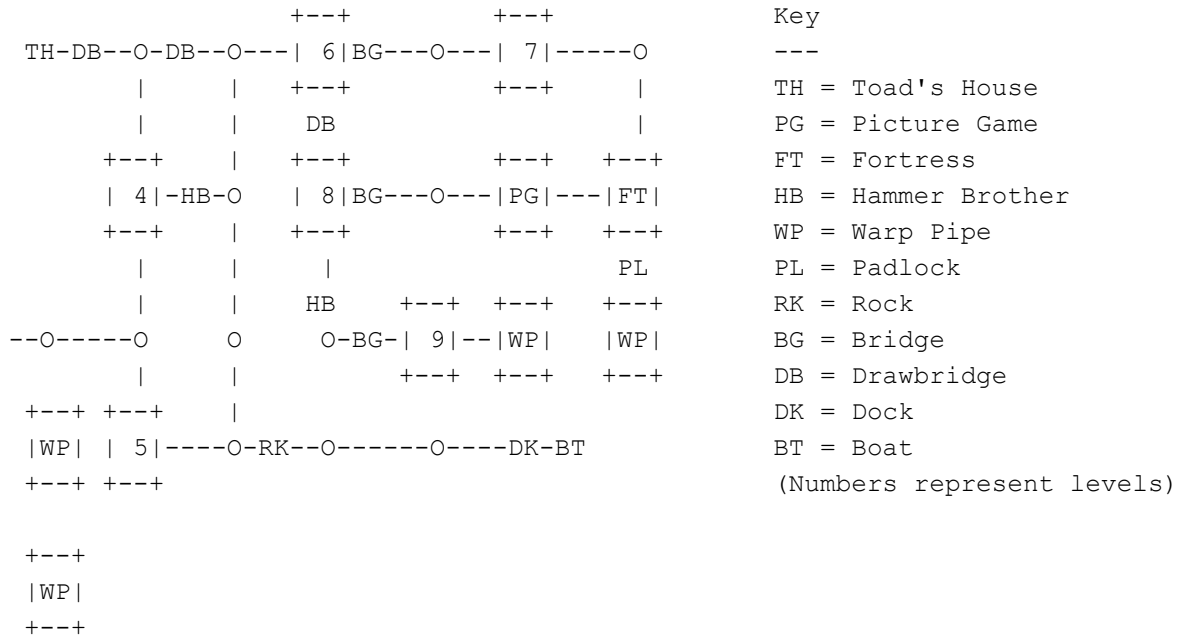 +--+         +--+            Key
 TH-DB--O-DB--O---| 6|BG---O---| 7|-----O         ---
        |     |   +--+         +--+     |         TH = Toad's House
        |     |    DB                   |         PG = Picture Game
      +--+    |   +--+         +--+   +--+        FT = Fortress
      | 4|-HB-O   | 8|BG---O---|PG|---|FT|        HB = Hammer Brother
      +--+    |   +--+         +--+   +--+        WP = Warp Pipe
        |     |     |                  PL         PL = Padlock
        |     |    HB    +--+  +--+   +--+        RK = Rock
--O-----O     O     O-BG-| 9|--|WP|   |WP|        BG = Bridge
        |     |          +--+  +--+   +--+        DB = Drawbridge
 +--+ +--+    |                                   DK = Dock
 |WP| | 5|----O-RK--O------O----DK-BT             BT = Boat
 +--+ +--+                                        (Numbers represent levels)
 +--+
 |WP|
 +--+